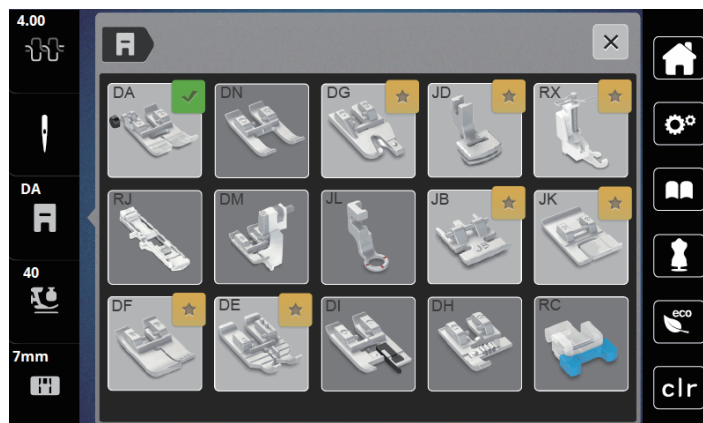 4.00
DA
40
7mm
DA
DN
DG
JD
RX
RJ
DM
JL
JB
JK
DF
DE
DI
DH
RC
eco
clr